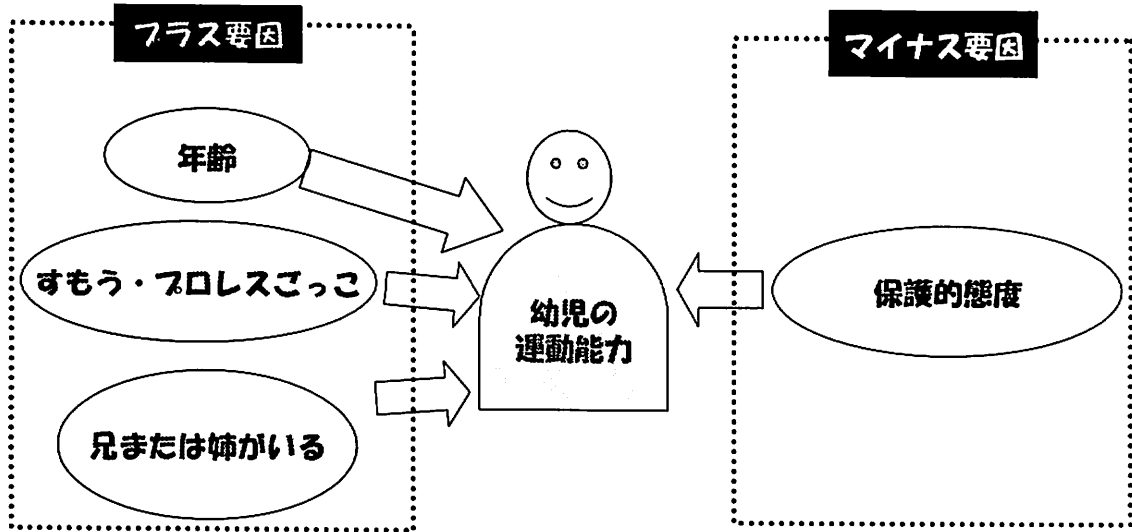 プラス要因
年齢
すもう・プロレスごっこ
兄または姉がいる
幼児の
運動能力
マイナス要因
保護的態度